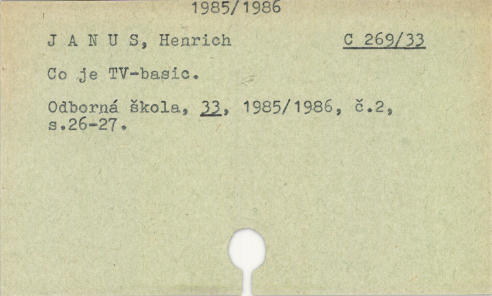 1985/1986
J A N U S, Henrich C 269/33
Co je TV-basic.
Odborná škola, 33, 1985/1986, č.2,
s.26-27.